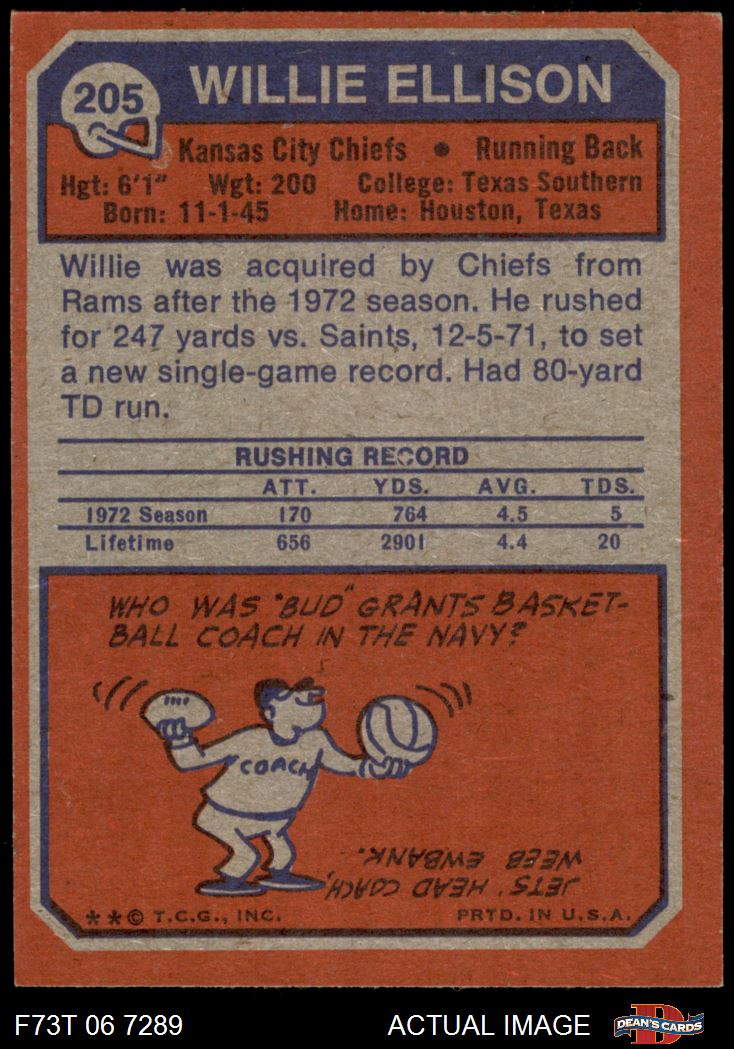 205
WILLIE ELLISON
Kansas City Chiefs • Running Back
Hgt: 6'1" Wgt: 200 College: Texas Southern
Born: 11-1-45 Home: Houston, Texas
Willie was acquired by Chiefs from
Rams after the 1972 season. He rushed
for 247 yards vs. Saints, 12-5-71, to set
a new single-game record. Had 80-yard
TD run.
RUSHING RECORD
ATT. YDS. AVG. TDS.
1972 Season 170 764 4.5 5
Lifetime 656 2901 4.4 20
WHO WAS "BUD" GRANTS BASKET-
BALL COACH IN THE NAVY?
COACH
JETS' HEAD COACH,
WEEB EWBANK.
**© T.C.G., INC. PRTD. IN U.S.A.
F73T 06 7289 ACTUAL IMAGE
D
DEAN'S CARDS